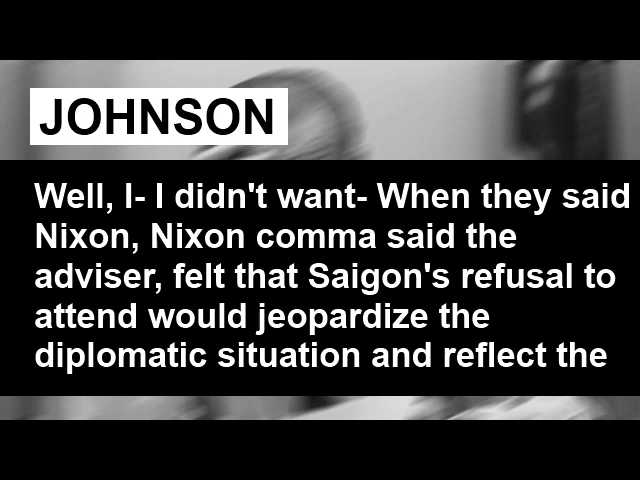 JOHNSON
Well, I- I didn't want- When they said
Nixon, Nixon comma said the
adviser, felt that Saigon's refusal to
attend would jeopardize the
diplomatic situation and reflect the